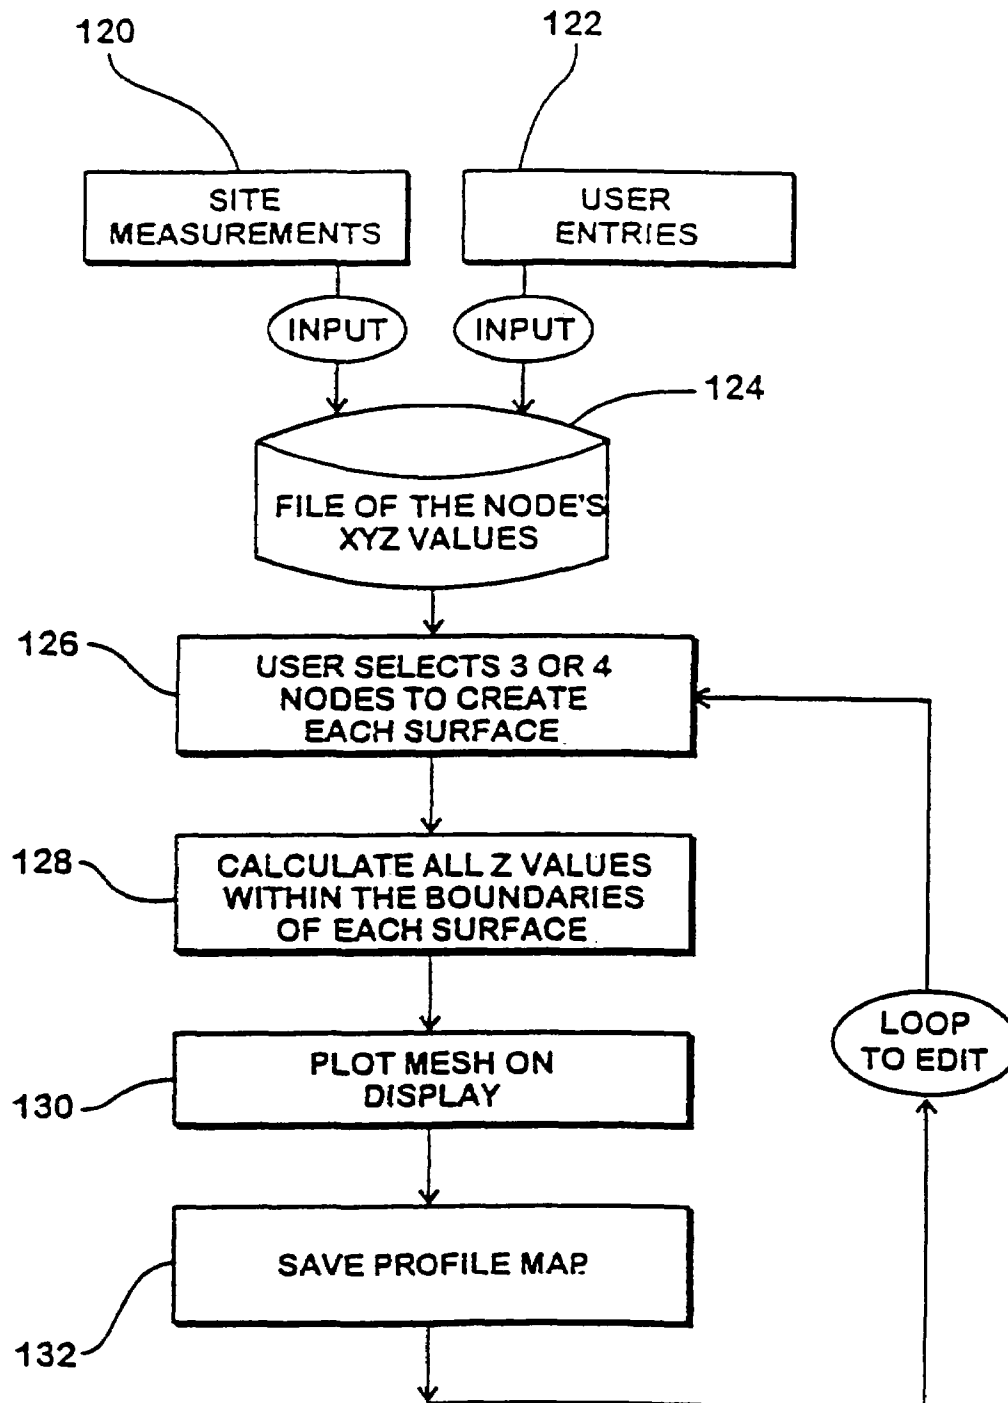 120
122
SITE
MEASUREMENTS
USER
ENTRIES
INPUT
INPUT
124
FILE OF THE NODE'S
XYZ VALUES
126
USER SELECTS 3 OR 4
NODES TO CREATE
EACH SURFACE
128
CALCULATE ALL Z VALUES
WITHIN THE BOUNDARIES
OF EACH SURFACE
LOOP
TO EDIT
130
PLOT MESH ON
DISPLAY
SAVE PROFILE MAP
132